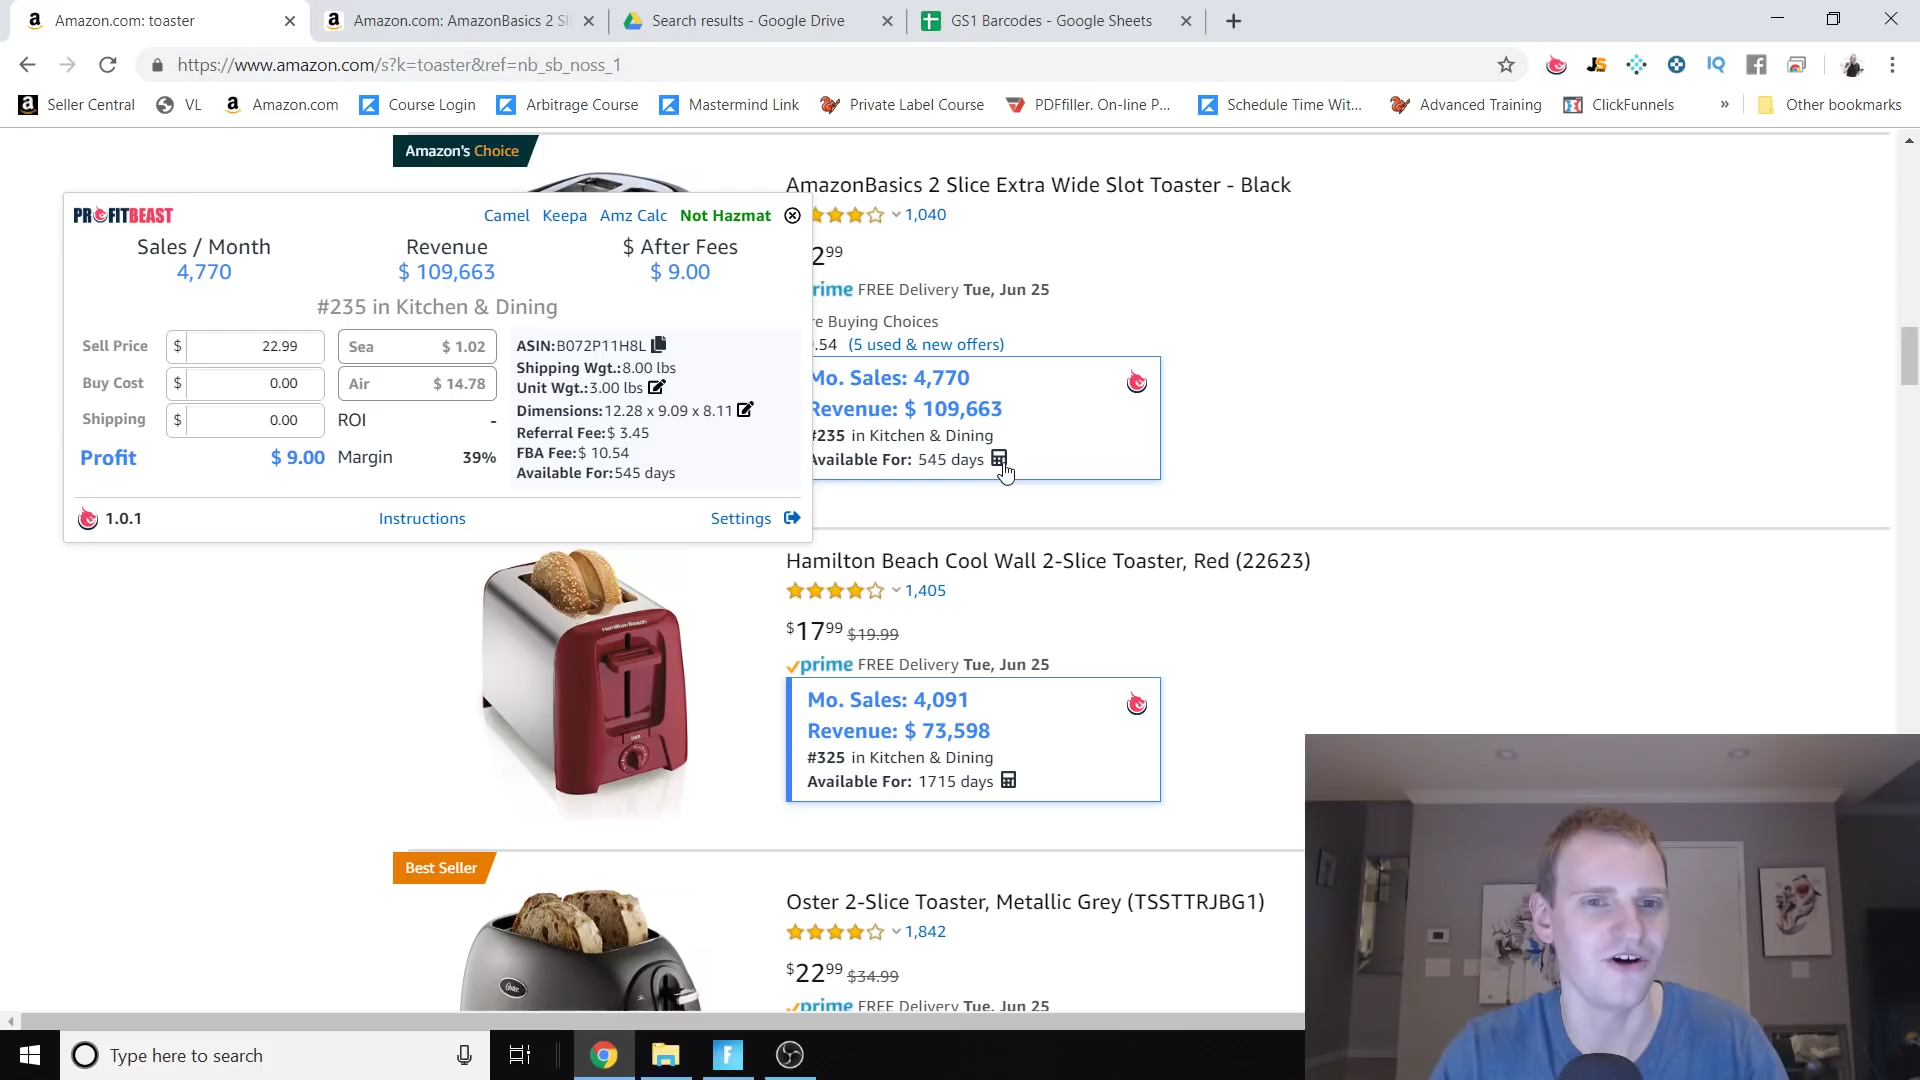 Amazon.com: toaster
Amazon.com: AmazonBasics 2 Sli
Search results - Google Drive
GS1 Barcodes - Google Sheets
https://www.amazon.com/s?k=toaster&ref=nb_sb_noss_1
Seller Central
VL
Amazon.com
Course Login
Arbitrage Course
Mastermind Link
Private Label Course
PDFfiller. On-line P...
Schedule Time Wit...
Advanced Training
ClickFunnels
»
Other bookmarks
Amazon's Choice
AmazonBasics 2 Slice Extra Wide Slot Toaster - Black
1,040
2 99
rime FREE Delivery Tue, Jun 25
re Buying Choices
.54 (5 used & new offers)
Mo. Sales: 4,770
Revenue: $ 109,663
#235 in Kitchen & Dining
Available For: 545 days
PROFITBEAST
Camel Keepa Amz Calc Not Hazmat
Sales / Month Revenue $ After Fees
4,770 $ 109,663 $ 9.00
#235 in Kitchen & Dining
Sell Price $ 22.99 Sea $ 1.02
Buy Cost $ 0.00 Air $ 14.78
Shipping $ 0.00 ROI -
Profit $ 9.00 Margin 39%
ASIN:B072P11H8L
Shipping Wgt.:8.00 lbs
Unit Wgt.:3.00 lbs
Dimensions:12.28 x 9.09 x 8.11
Referral Fee:$ 3.45
FBA Fee:$ 10.54
Available For:545 days
1.0.1 Instructions Settings
Hamilton Beach Cool Wall 2-Slice Toaster, Red (22623)
1,405
$17 99 $19.99
prime FREE Delivery Tue, Jun 25
Mo. Sales: 4,091
Revenue: $ 73,598
#325 in Kitchen & Dining
Available For: 1715 days
Hamilton Beach
Best Seller
Oster 2-Slice Toaster, Metallic Grey (TSSTTRJBG1)
1,842
$22 99 $34.99
prime FREE Delivery Tue, Jun 25
Oster
Type here to search